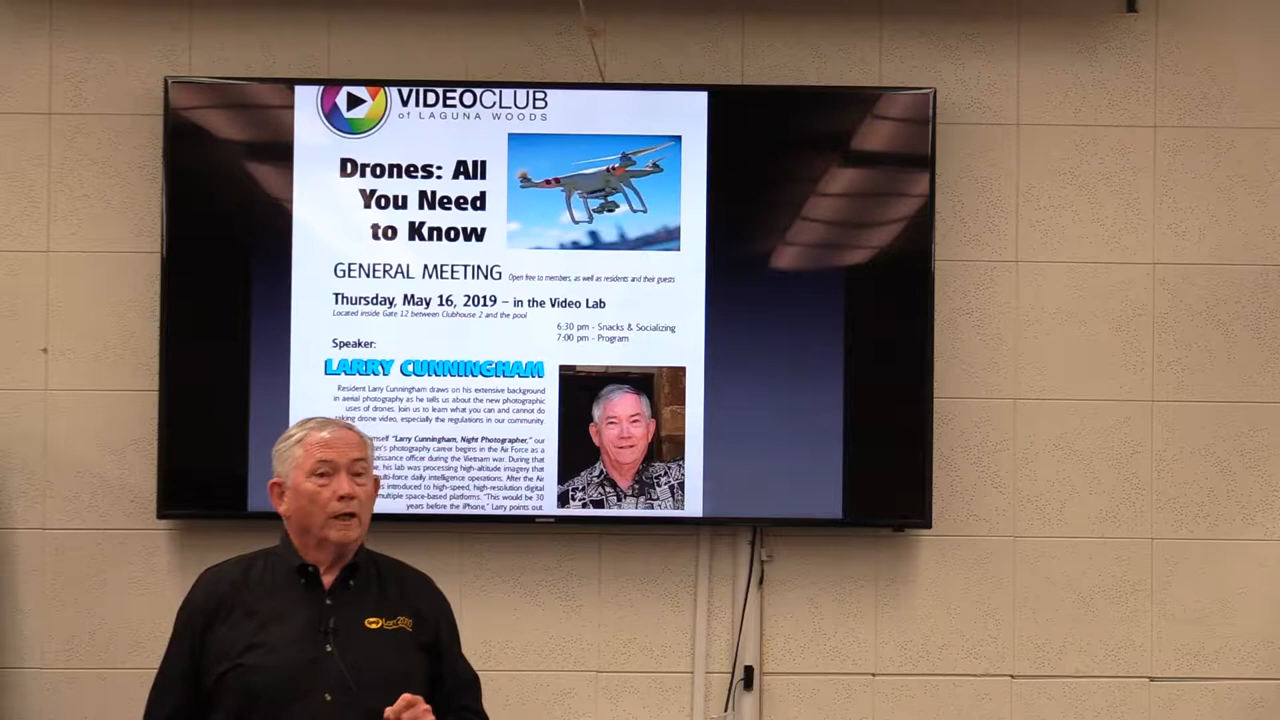 VIDEOCLUB
of LAGUNA WOODS
Drones: All
You Need
to Know
GENERAL MEETING Open free to members, as well as residents and their guests
Thursday, May 16, 2019 – in the Video Lab
Located inside Gate 12 between Clubhouse 2 and the pool
6:30 pm - Snacks & Socializing
7:00 pm - Program
Speaker:
LARRY CUNNINGHAM
Resident Larry Cunningham draws on his extensive background
in aerial photography as he tells us about the new photographic
uses of drones. Join us to learn what you can and cannot do
taking drone video, especially the regulations in our community.
"Larry Cunningham, Night Photographer," our
photography career begins in the Air Force as a
officer during the Vietnam war. During that
his lab was processing high-altitude imagery that
daily intelligence operations. After the Air
is introduced to high-speed, high-resolution digital
multiple space-based platforms. "This would be 30
years before the iPhone," Larry points out.
SAMSUNG